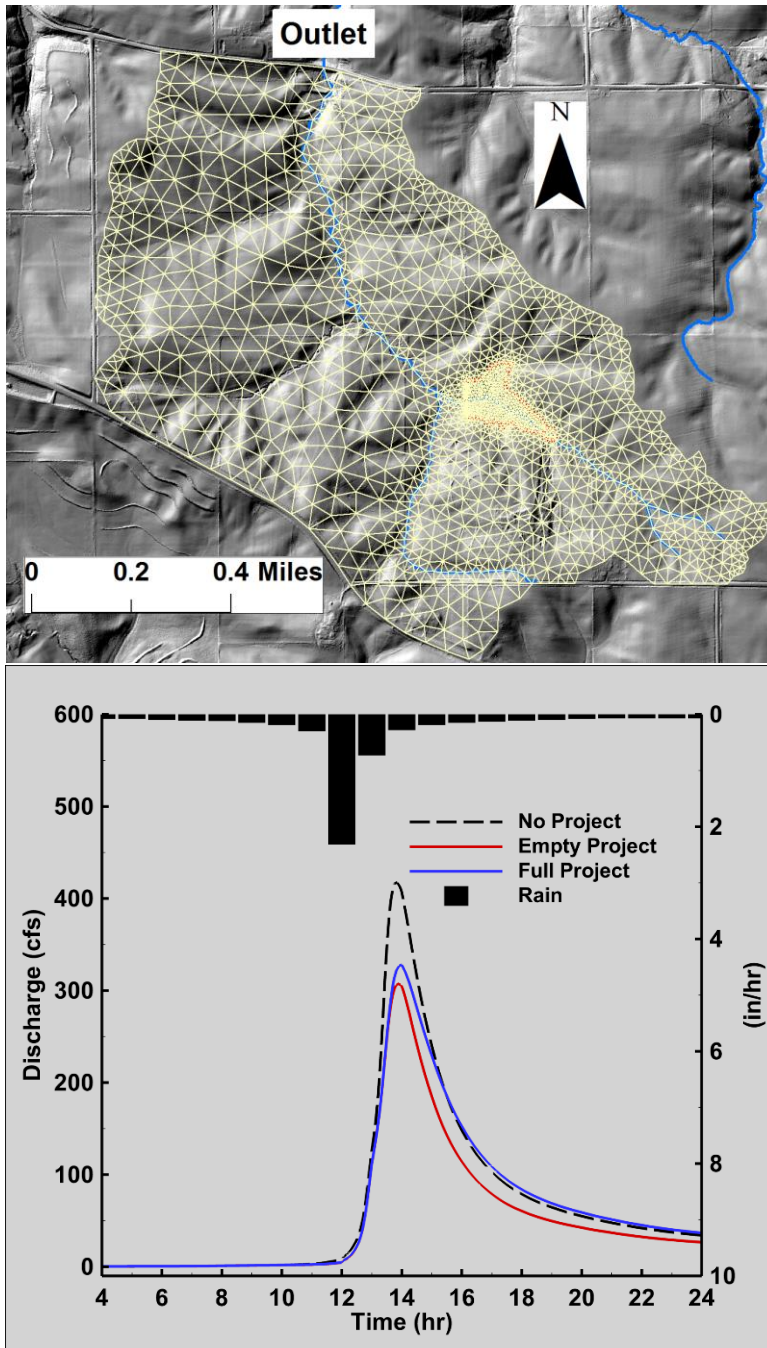 Outlet
N
0 0.2 0.4 Miles
600 0
500
No Project
2
Empty Project
Full Project
400
Rain
4
Discharge (cfs)
300
(in/hr)
6
200
8
100
0 10
4 6 8 10 12 14 16 18 20 22 24
Time (hr)